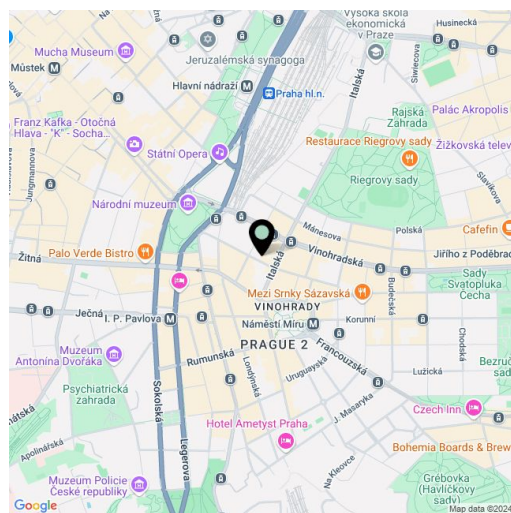 Vysoká škola
ekonomická
v Praze
Husinecká
Mucha Museum
Siwiecova
Jeruzalémská synagoga
Můstek
Hlavní nádraží
Praha hl.n.
Italská
Palác Akropolis
Rajská
Zahrada
Franz Kafka - Otočná
Hlava - "K" - Socha...
Restaurace Riegrovy sady
Žižkovská telev
Státní Opera
Jungmannova
Riegrovy sady
Slavíkova
Národní muzeum
Mánesova
Polská
Cafefin
Palo Verde Bistro
Vinohradská
Jiřího z Poděbrad
Žitná
Italská
Sady
Svatopluka
Čecha
Mezi Srnky Sázavská
Budečská
VINOHRADY
Ječná
I. P. Pavlova
Náměstí Míru
Korunní
Chodská
PRAGUE 2
Muzeum
Antonína Dvořáka
Rumunská
Francouzská
Bezruč
sady
Londýnská
Uruguayská
Lužická
Psychiatrická
zahrada
Sokolská
J. Masaryka
Czech Inn
Hotel Ametyst Praha
Apolinářská
Legerova
Bohemia Boards & Brew
Na Kleovce
Muzeum Policie
České republiky
Grébovka
(Havlíčkovy
sady)
Google
Map data ©2024